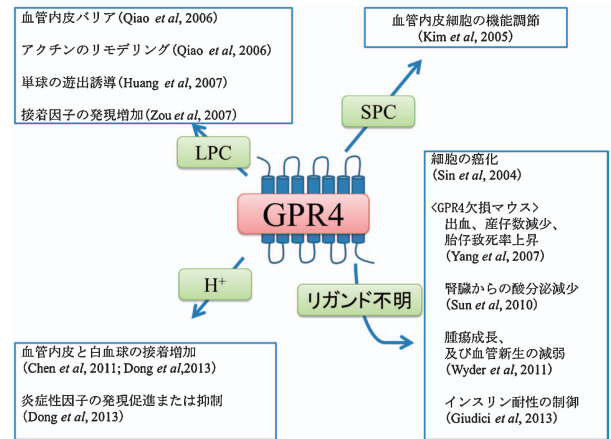 血管内皮バリア(Qiao et al, 2006)
アクチンのリモデリング(Qiao et al, 2006)
単球の遊出誘導(Huang et al, 2007)
接着因子の発現増加(Zou et al, 2007)
血管内皮細胞の機能調節
(Kim et al, 2005)
LPC
SPC
GPR4
H⁺
リガンド不明
細胞の癌化
(Sin et al, 2004)
<GPR4欠損マウス>
出血、産仔数減少、
胎仔致死率上昇
(Yang et al, 2007)
腎臓からの酸分泌減少
(Sun et al, 2010)
腫瘍成長、
及び血管新生の減弱
(Wyder et al, 2011)
インスリン耐性の制御
(Giudici et al, 2013)
血管内皮と白血球の接着増加
(Chen et al, 2011; Dong et al,2013)
炎症性因子の発現促進または抑制
(Dong et al, 2013)